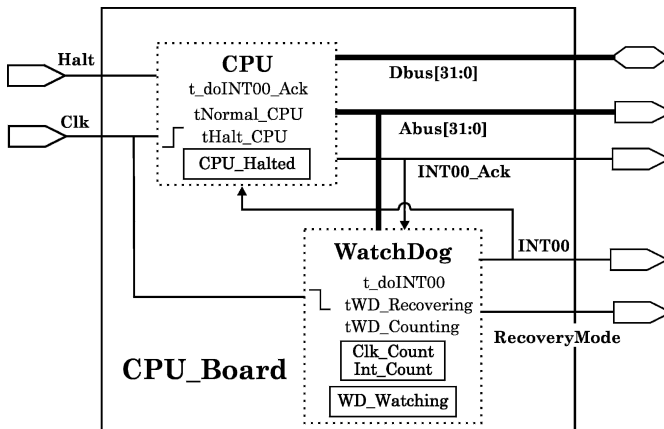 Halt
Clk
CPU
t_doINT00_Ack
tNormal_CPU
tHalt_CPU
CPU_Halted
Dbus[31:0]
Abus[31:0]
INT00_Ack
INT00
WatchDog
t_doINT00
tWD_Recovering
tWD_Counting
Clk_Count
Int_Count
WD_Watching
RecoveryMode
CPU_Board